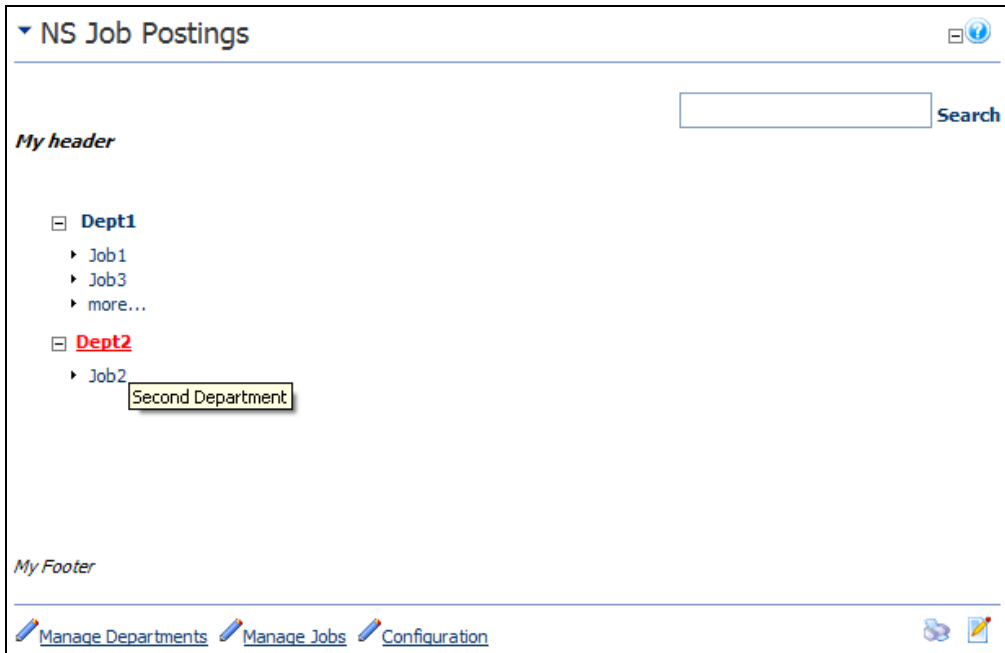 NS Job Postings
Search
My header
Dept1
Job1
Job3
more...
Dept2
Job2
Second Department
My Footer
Manage Departments Manage Jobs Configuration